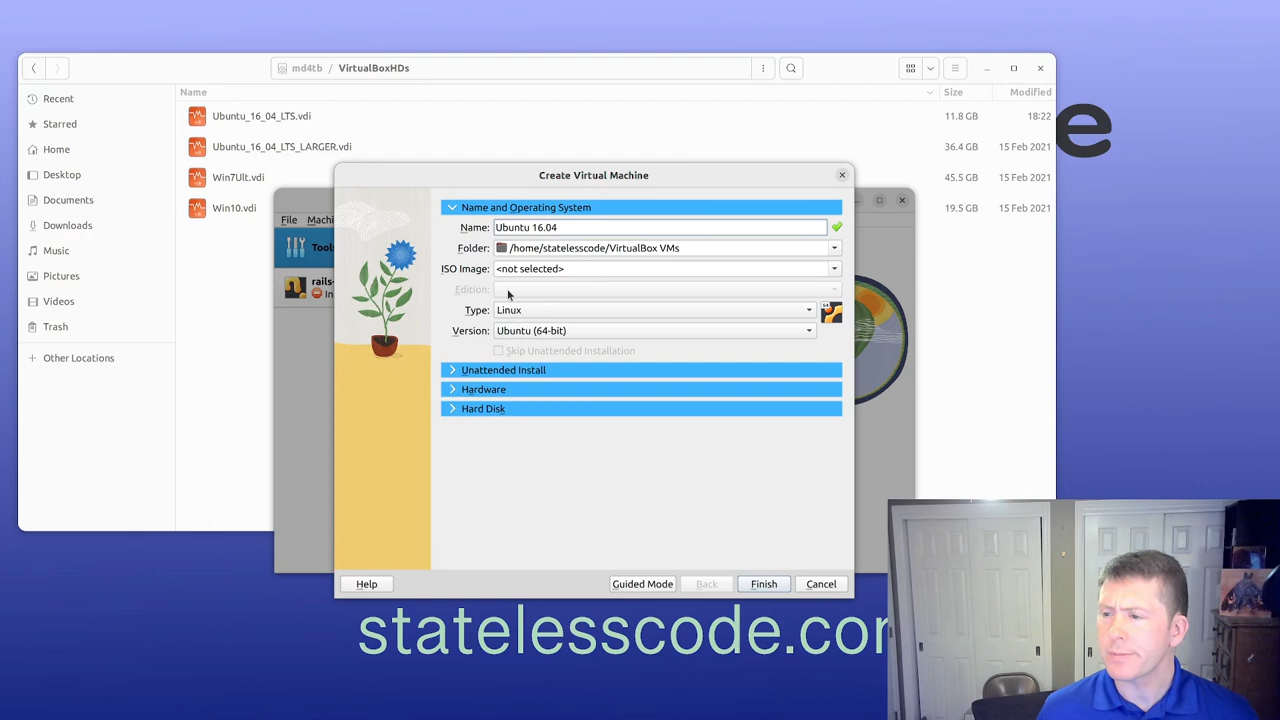 md4tb / VirtualBoxHDs
Recent
Starred
Home
Desktop
Documents
Downloads
Music
Pictures
Videos
Trash
Other Locations
Name Size Modified
Ubuntu_16_04_LTS.vdi 11.8 GB 18:22
Ubuntu_16_04_LTS_LARGER.vdi 36.4 GB 15 Feb 2021
Win7Ult.vdi 45.5 GB 15 Feb 2021
Win10.vdi 19.5 GB 15 Feb 2021
e
File Machi
Tools
rails-
Create Virtual Machine
Name and Operating System
Name: Ubuntu 16.04
Folder: /home/statelesscode/VirtualBox VMs
ISO Image: <not selected>
Edition:
Type: Linux
Version: Ubuntu (64-bit)
Skip Unattended Installation
Unattended Install
Hardware
Hard Disk
Help Guided Mode Back Finish Cancel
statelesscode.com